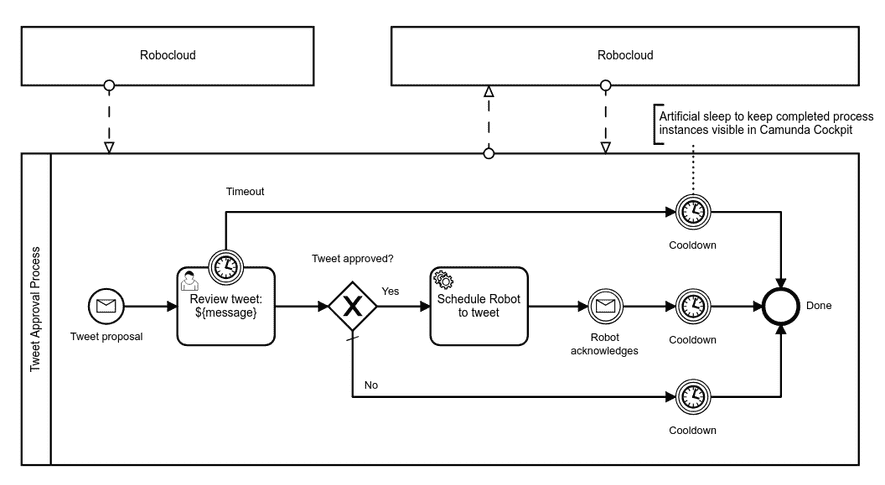 Robocloud
Robocloud
Artificial sleep to keep completed process
instances visible in Camunda Cockpit
Tweet Approval Process
Timeout
Cooldown
Tweet approved?
Tweet proposal
Review tweet:
${message}
Yes
Schedule Robot
to tweet
Robot
acknowledges
Cooldown
Done
No
Cooldown